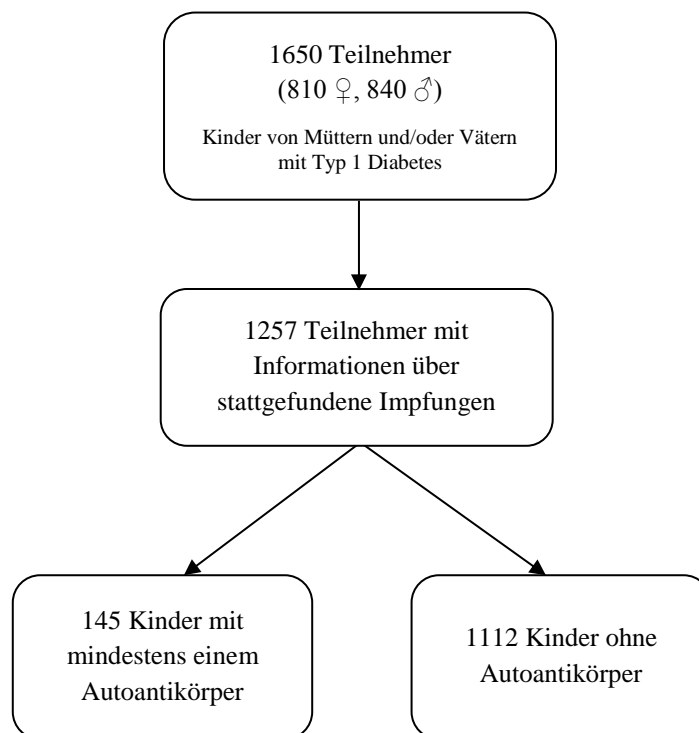 1650 Teilnehmer
(810 ♀, 840 ♂)
Kinder von Müttern und/oder Vätern
mit Typ 1 Diabetes
1257 Teilnehmer mit
Informationen über
stattgefundene Impfungen
145 Kinder mit
mindestens einem
Autoantikörper
1112 Kinder ohne
Autoantikörper